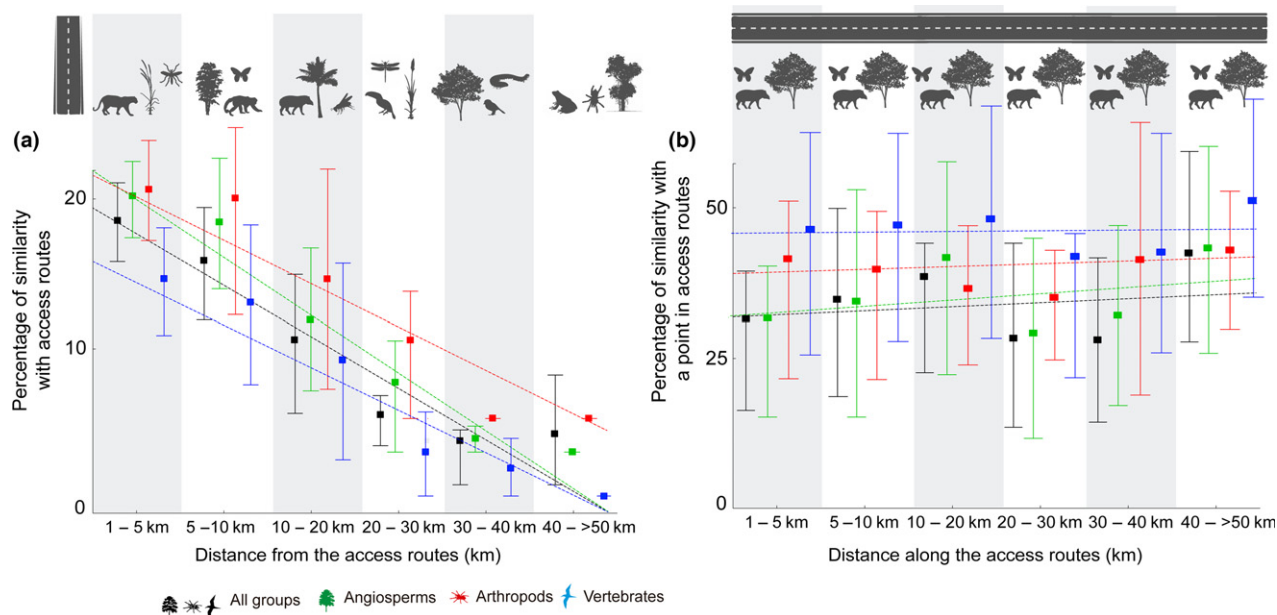 (a)
Percentage of similarity
with access routes
20
10
0
1 – 5 km
5 –10 km
10 – 20 km
20 – 30 km
30 – 40 km
40 – >50 km
Distance from the access routes (km)
(b)
Percentage of similarity with
a point in access routes
50
25
0
1 – 5 km
5 –10 km
10 – 20 km
20 – 30 km
30 – 40 km
40 – >50 km
Distance along the access routes (km)
All groups
Angiosperms
Arthropods
Vertebrates